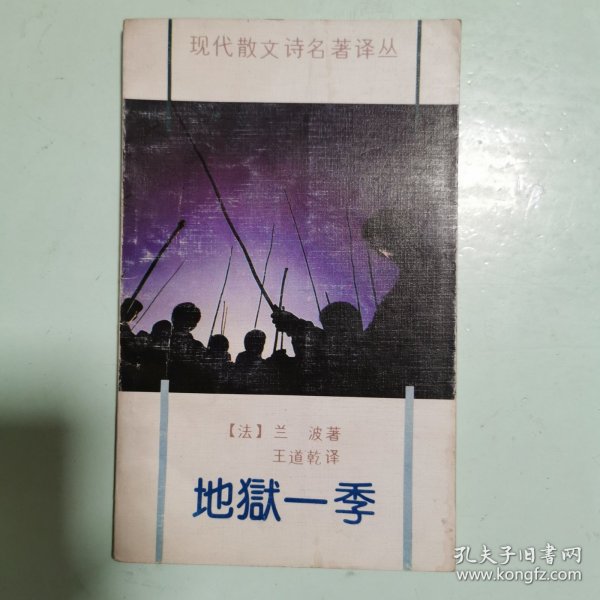 现代散文诗名著译丛
【法】兰 波著
王道乾译
地獄一季
孔夫子旧书网
www.kongfz.com